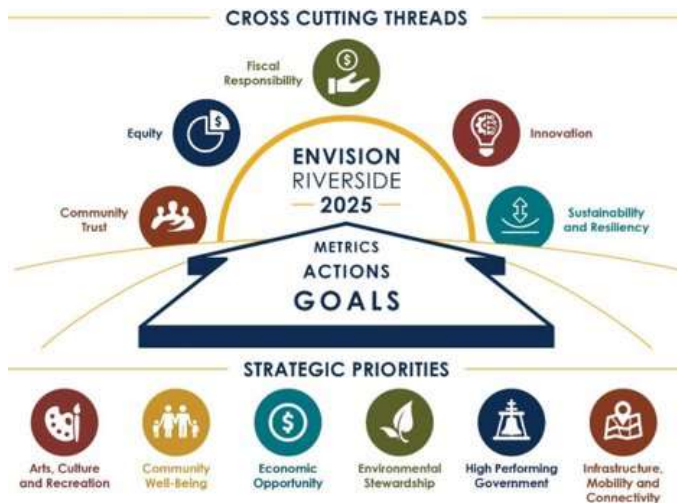 CROSS CUTTING THREADS
Fiscal
Responsibility
$
Equity
$
Innovation
Community
Trust
Sustainability
and Resiliency
ENVISION
RIVERSIDE
2025
METRICS
ACTIONS
GOALS
STRATEGIC PRIORITIES
$
Arts, Culture
and Recreation
Community
Well-Being
Economic
Opportunity
Environmental
Stewardship
High Performing
Government
Infrastructure,
Mobility and
Connectivity